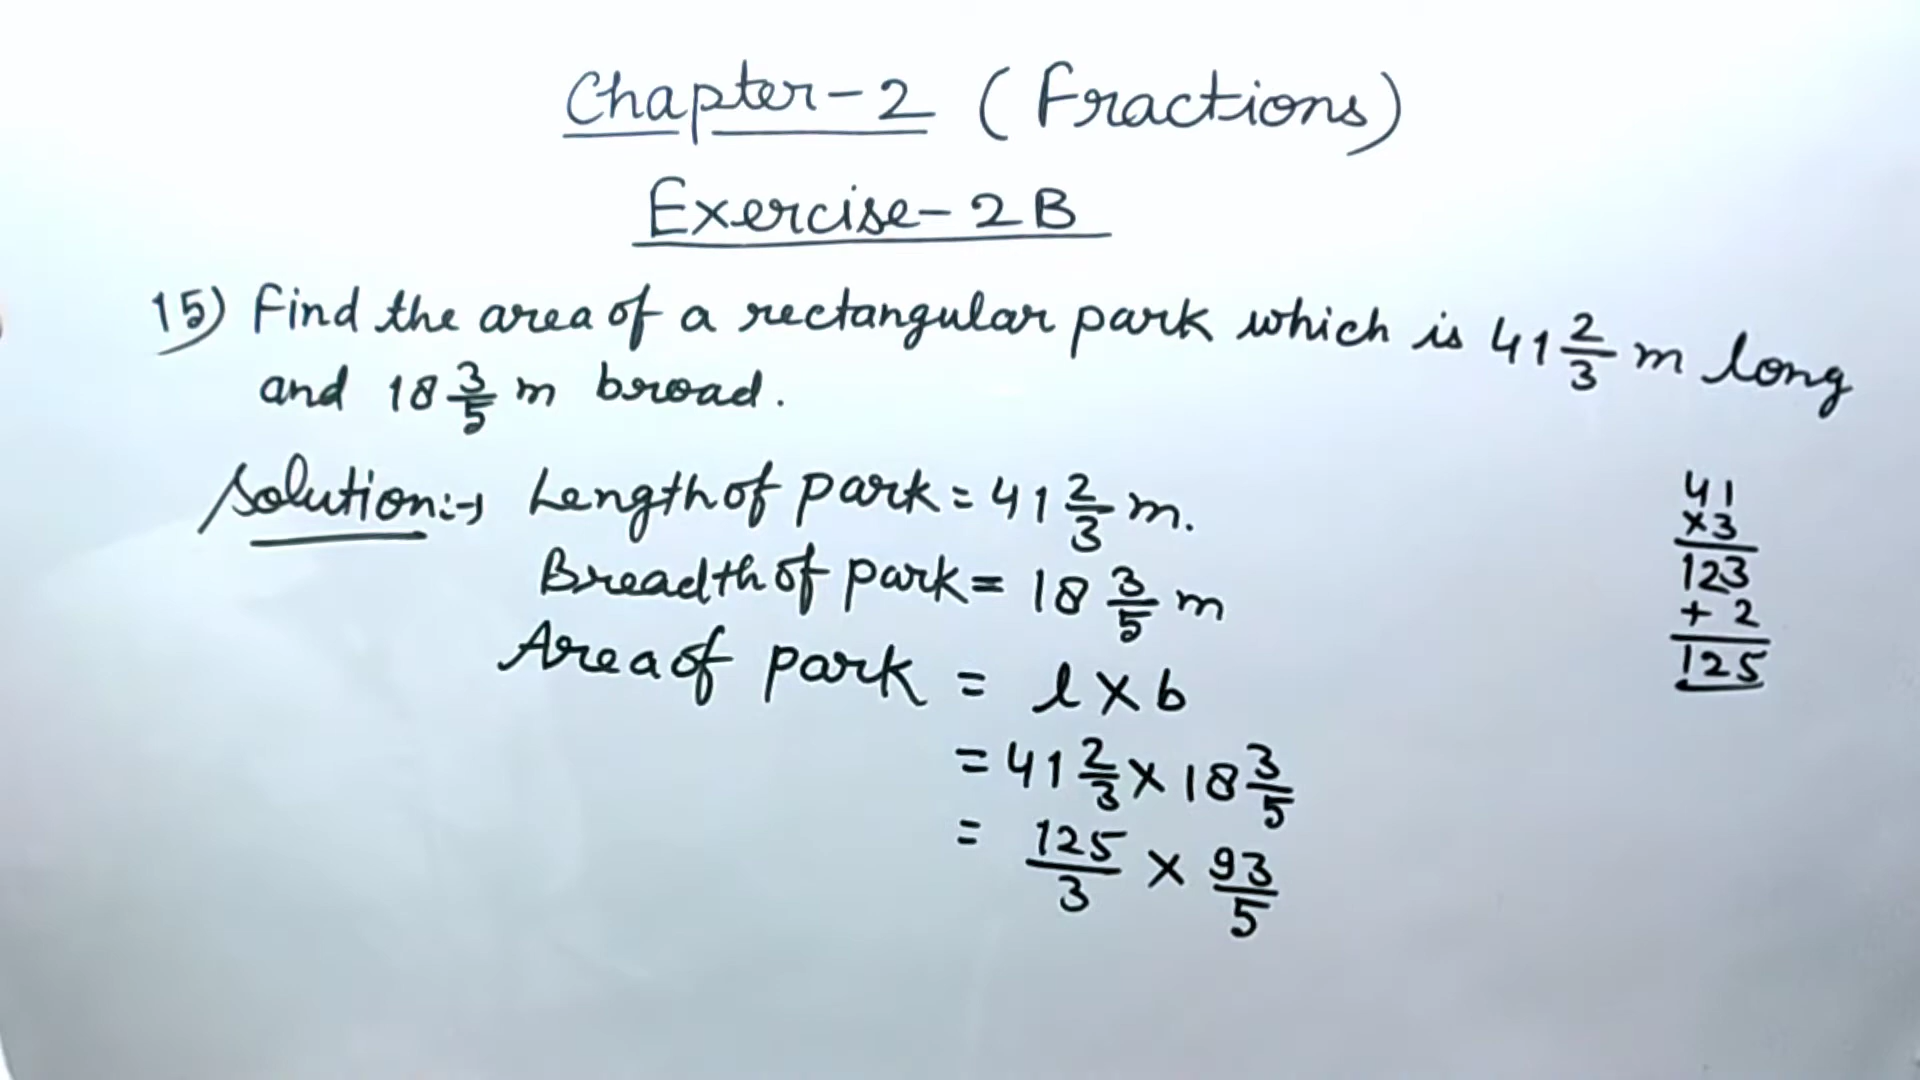 Chapter-2 (Fractions)
Exercise-2B
15) Find the area of a rectangular park which is 41 2/3 m long
and 18 3/5 m broad.
Solution:→ Length of park = 41 2/3 m.
Breadth of park = 18 3/5 m
Area of park = l × b
= 41 2/3 × 18 3/5
= 125/3 × 93/5
41
×3
123
+ 2
125